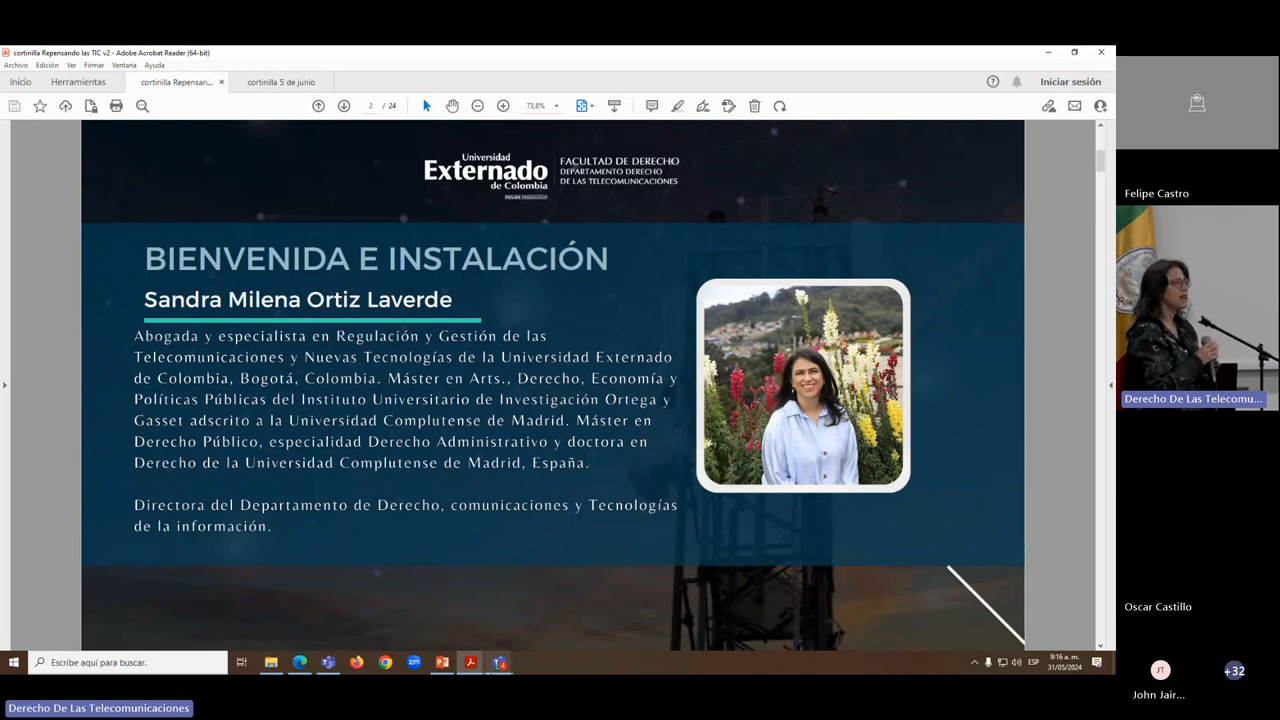 cortinilla Repensando las TIC v2 - Adobe Acrobat Reader (64-bit)
Archivo Edición Ver Firmar Ventana Ayuda
Inicio Herramientas cortinilla Repensan... × cortinilla 5 de junio Iniciar sesión
2 / 24 73,8%
Universidad
Externado
de Colombia
FACULTAD DE DERECHO
DEPARTAMENTO DERECHO
DE LAS TELECOMUNICACIONES
BIENVENIDA E INSTALACIÓN
Sandra Milena Ortiz Laverde
Abogada y especialista en Regulación y Gestión de las
Telecomunicaciones y Nuevas Tecnologías de la Universidad Externado
de Colombia, Bogotá, Colombia. Máster en Arts., Derecho, Economía y
Políticas Públicas del Instituto Universitario de Investigación Ortega y
Gasset adscrito a la Universidad Complutense de Madrid. Máster en
Derecho Público, especialidad Derecho Administrativo y doctora en
Derecho de la Universidad Complutense de Madrid, España.
Directora del Departamento de Derecho, comunicaciones y Tecnologías
de la información.
Felipe Castro
Derecho De Las Telecomu...
Oscar Castillo
JT
John Jair...
+32
Escribe aquí para buscar.
zm
ESP
9:16 a. m.
31/05/2024
Derecho De Las Telecomunicaciones